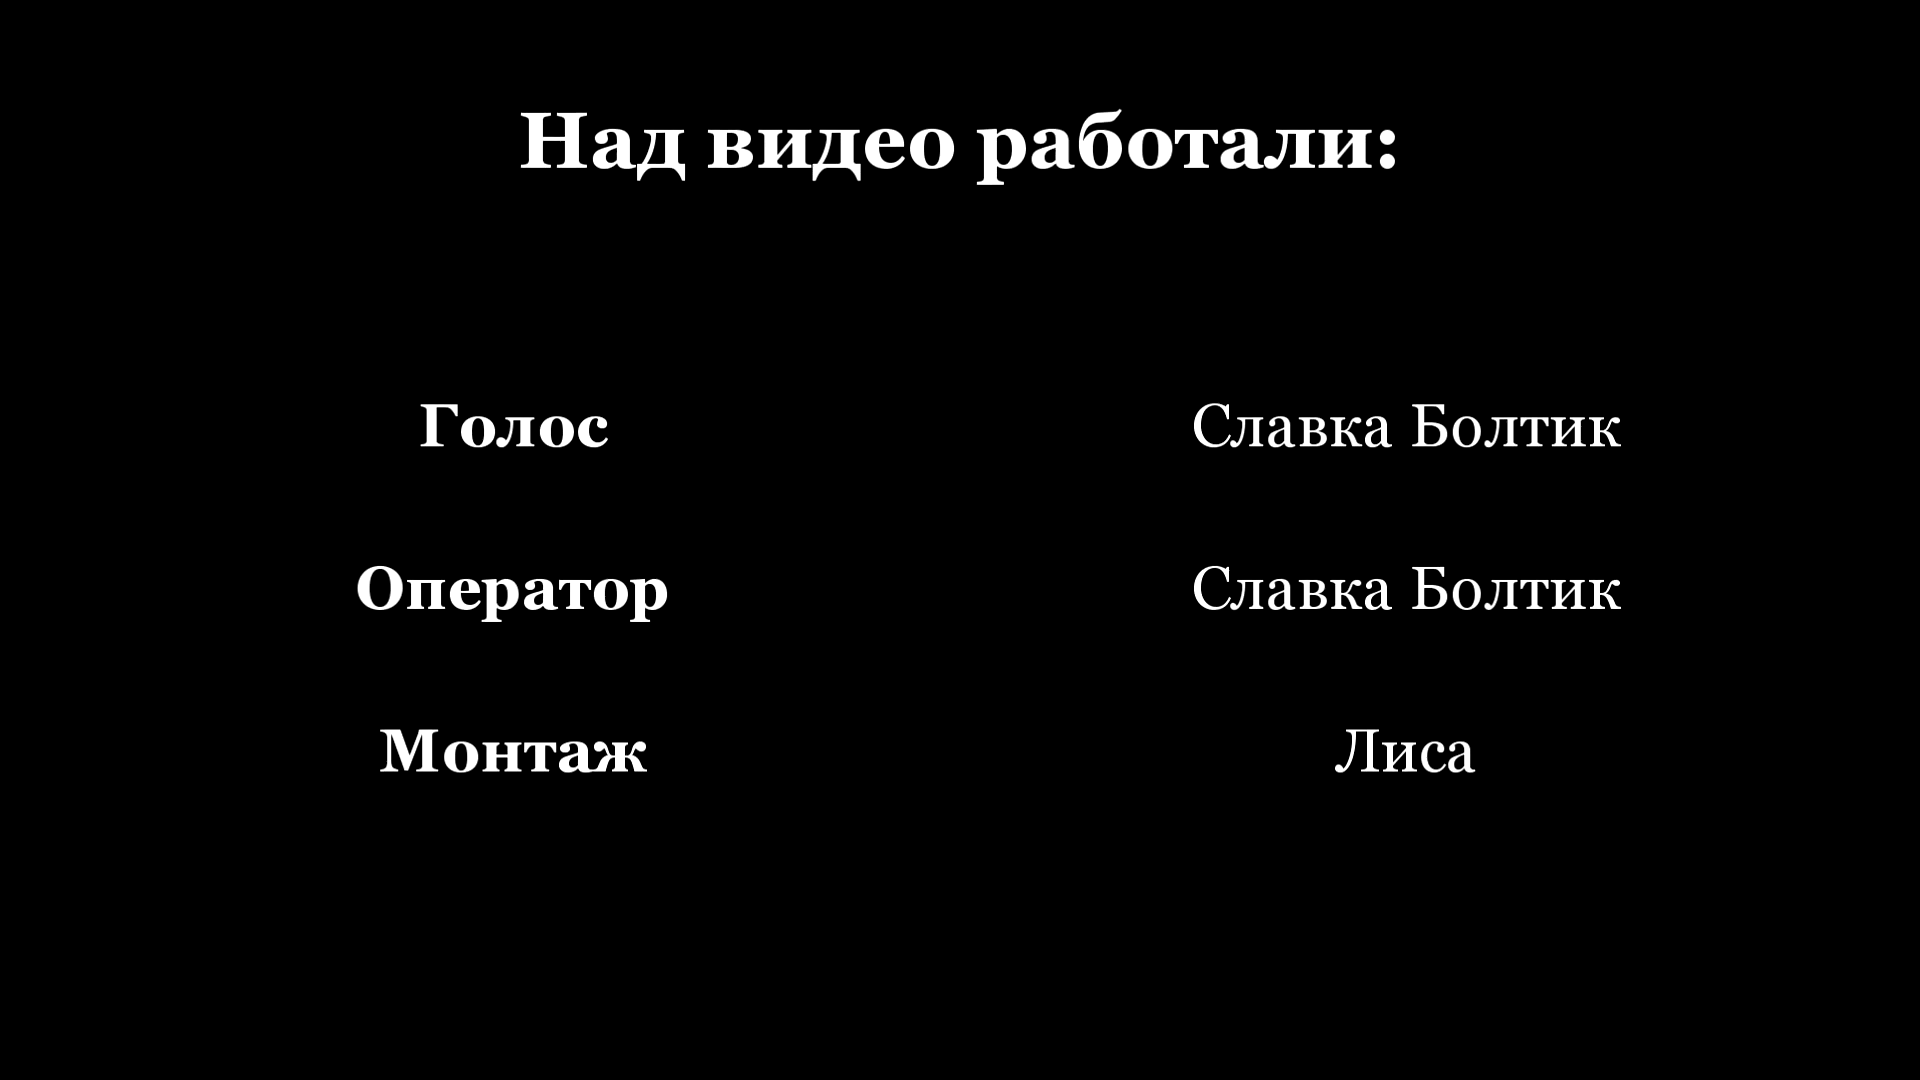 Над видео работали:
Голос Славка Болтик
Оператор Славка Болтик
Монтаж Лиса